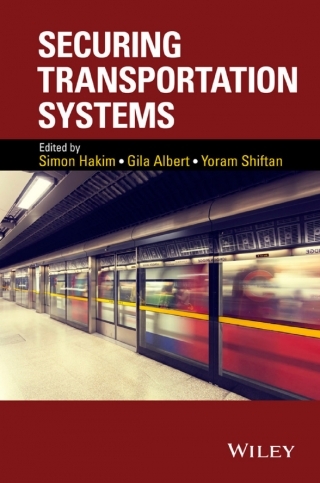 SECURING
TRANSPORTATION
SYSTEMS
Edited by
Simon Hakim • Gila Albert • Yoram Shiftan
WILEY